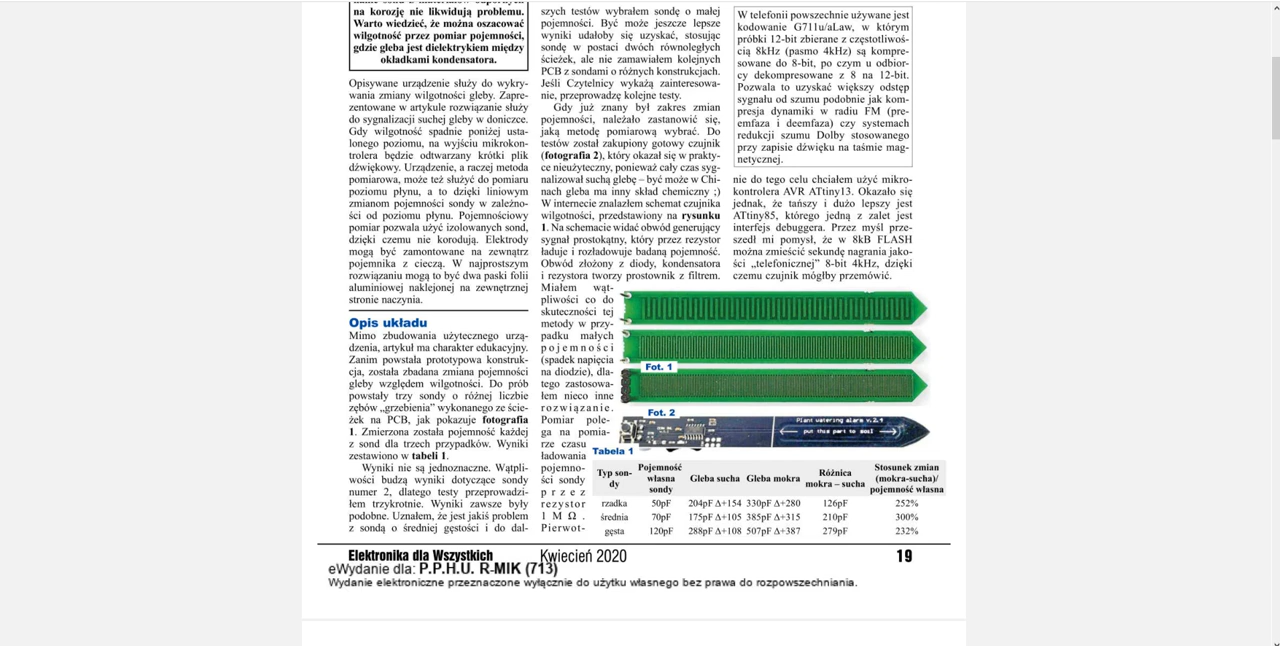 na korozję nie likwidują problemu.
Warto wiedzieć, że można oszacować
wilgotność przez pomiar pojemności,
gdzie gleba jest dielektrykiem między
okładkami kondensatora.
Opisywane urządzenie służy do wykry-
wania zmiany wilgotności gleby. Zapre-
zentowane w artykule rozwiązanie służy
do sygnalizacji suchej gleby w doniczce.
Gdy wilgotność spadnie poniżej usta-
lonego poziomu, na wyjściu mikrokon-
trolera będzie odtwarzany krótki plik
dźwiękowy. Urządzenie, a raczej metoda
pomiarowa, może też służyć do pomiaru
poziomu płynu, a to dzięki liniowym
zmianom pojemności sondy w zależno-
ści od poziomu płynu. Pojemnościowy
pomiar pozwala użyć izolowanych sond,
dzięki czemu nie korodują. Elektrody
mogą być zamontowane na zewnątrz
pojemnika z cieczą. W najprostszym
rozwiązaniu mogą to być dwa paski folii
aluminiowej naklejonej na zewnętrznej
stronie naczynia.
Opis układu
Mimo zbudowania użytecznego urzą-
dzenia, artykuł ma charakter edukacyjny.
Zanim powstała prototypowa konstruk-
cja, została zbadana zmiana pojemności
gleby względem wilgotności. Do prób
powstały trzy sondy o różnej liczbie
zębów „grzebienia” wykonanego ze ście-
żek na PCB, jak pokazuje fotografia
1. Zmierzona została pojemność każdej
z sond dla trzech przypadków. Wyniki
zestawiono w tabeli 1.
Wyniki nie są jednoznaczne. Wątpli-
wości budzą wyniki dotyczące sondy
numer 2, dlatego testy przeprowadzi-
łem trzykrotnie. Wyniki zawsze były
podobne. Uznałem, że jest jakiś problem
z sondą o średniej gęstości i do dal-
szych testów wybrałem sondę o małej
pojemności. Być może jeszcze lepsze
wyniki udałoby się uzyskać, stosując
sondę w postaci dwóch równoległych
ścieżek, ale nie zamawiałem kolejnych
PCB z sondami o różnych konstrukcjach.
Jeśli Czytelnicy wykażą zainteresowa-
nie, przeprowadzę kolejne testy.
Gdy już znany był zakres zmian
pojemności, należało zastanowić się,
jaką metodę pomiarową wybrać. Do
testów został zakupiony gotowy czujnik
(fotografia 2), który okazał się w prakty-
ce nieużyteczny, ponieważ cały czas syg-
nalizował suchą glebę – być może w Chi-
nach gleba ma inny skład chemiczny ;)
W internecie znalazłem schemat czujnika
wilgotności, przedstawiony na rysunku
1. Na schemacie widać obwód generujący
sygnał prostokątny, który przez rezystor
ładuje i rozładowuje badaną pojemność.
Obwód złożony z diody, kondensatora
i rezystora tworzy prostownik z filtrem.
Miałem wąt-
pliwości co do
skuteczności tej
metody w przy-
padku małych
pojemności
(spadek napięcia
na diodzie), dla-
tego zastosowa-
łem nieco inne
rozwiązanie.
Pomiar pole-
ga na pomia-
rze czasu
ładowania
pojemno-
ści sondy
przez
rezystor
1MΩ.
Pierwot-
W telefonii powszechnie używane jest
kodowanie G711u/aLaw, w którym
próbki 12-bit zbierane z częstotliwoś-
cią 8kHz (pasmo 4kHz) są kompre-
sowane do 8-bit, po czym u odbior-
cy dekompresowane z 8 na 12-bit.
Pozwala to uzyskać większy odstęp
sygnału od szumu podobnie jak kom-
presja dynamiki w radiu FM (pre-
emfaza i deemfaza) czy systemach
redukcji szumu Dolby stosowanego
przy zapisie dźwięku na taśmie mag-
netycznej.
nie do tego celu chciałem użyć mikro-
kontrolera AVR ATtiny13. Okazało się
jednak, że tańszy i dużo lepszy jest
ATtiny85, którego jedną z zalet jest
interfejs debuggera. Przez myśl prze-
szedł mi pomysł, że w 8kB FLASH
można zmieścić sekundę nagrania jako-
ści „telefonicznej” 8-bit 4kHz, dzięki
czemu czujnik mógłby przemówić.
Fot. 1
Fot. 2
Plant watering alarm v.2.1
put this part to soil
Tabela 1
Typ son-
dy
Pojemność
własna
sondy
Gleba sucha
Gleba mokra
Różnica
mokra – sucha
Stosunek zmian
(mokra-sucha)/
pojemność własna
rzadka 50pF 204pF Δ+154 330pF Δ+280 126pF 252%
średnia 70pF 175pF Δ+105 385pF Δ+315 210pF 300%
gęsta 120pF 288pF Δ+108 507pF Δ+387 279pF 232%
Elektronika dla Wszystkich Kwiecień 2020 19
eWydanie dla: P.P.H.U. R-MIK (713)
Wydanie elektroniczne przeznaczone wyłącznie do użytku własnego bez prawa do rozpowszechniania.